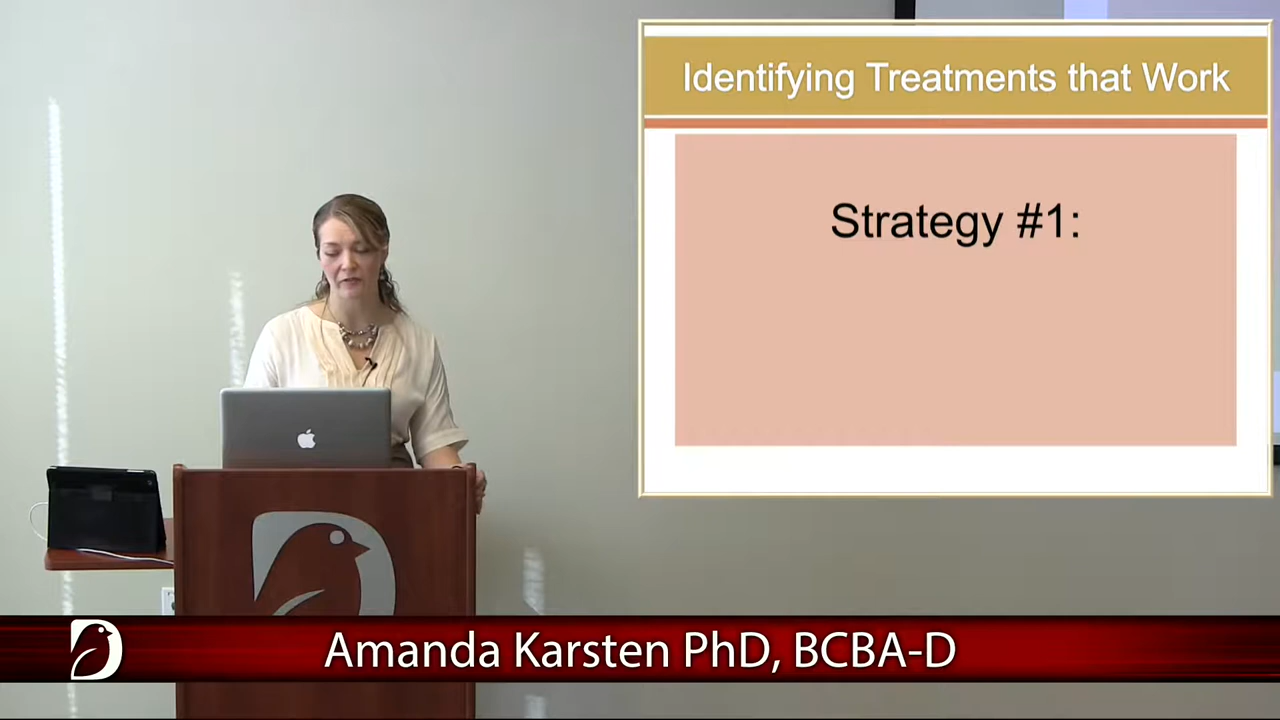 Identifying Treatments that Work
Strategy #1:
Amanda Karsten PhD, BCBA-D